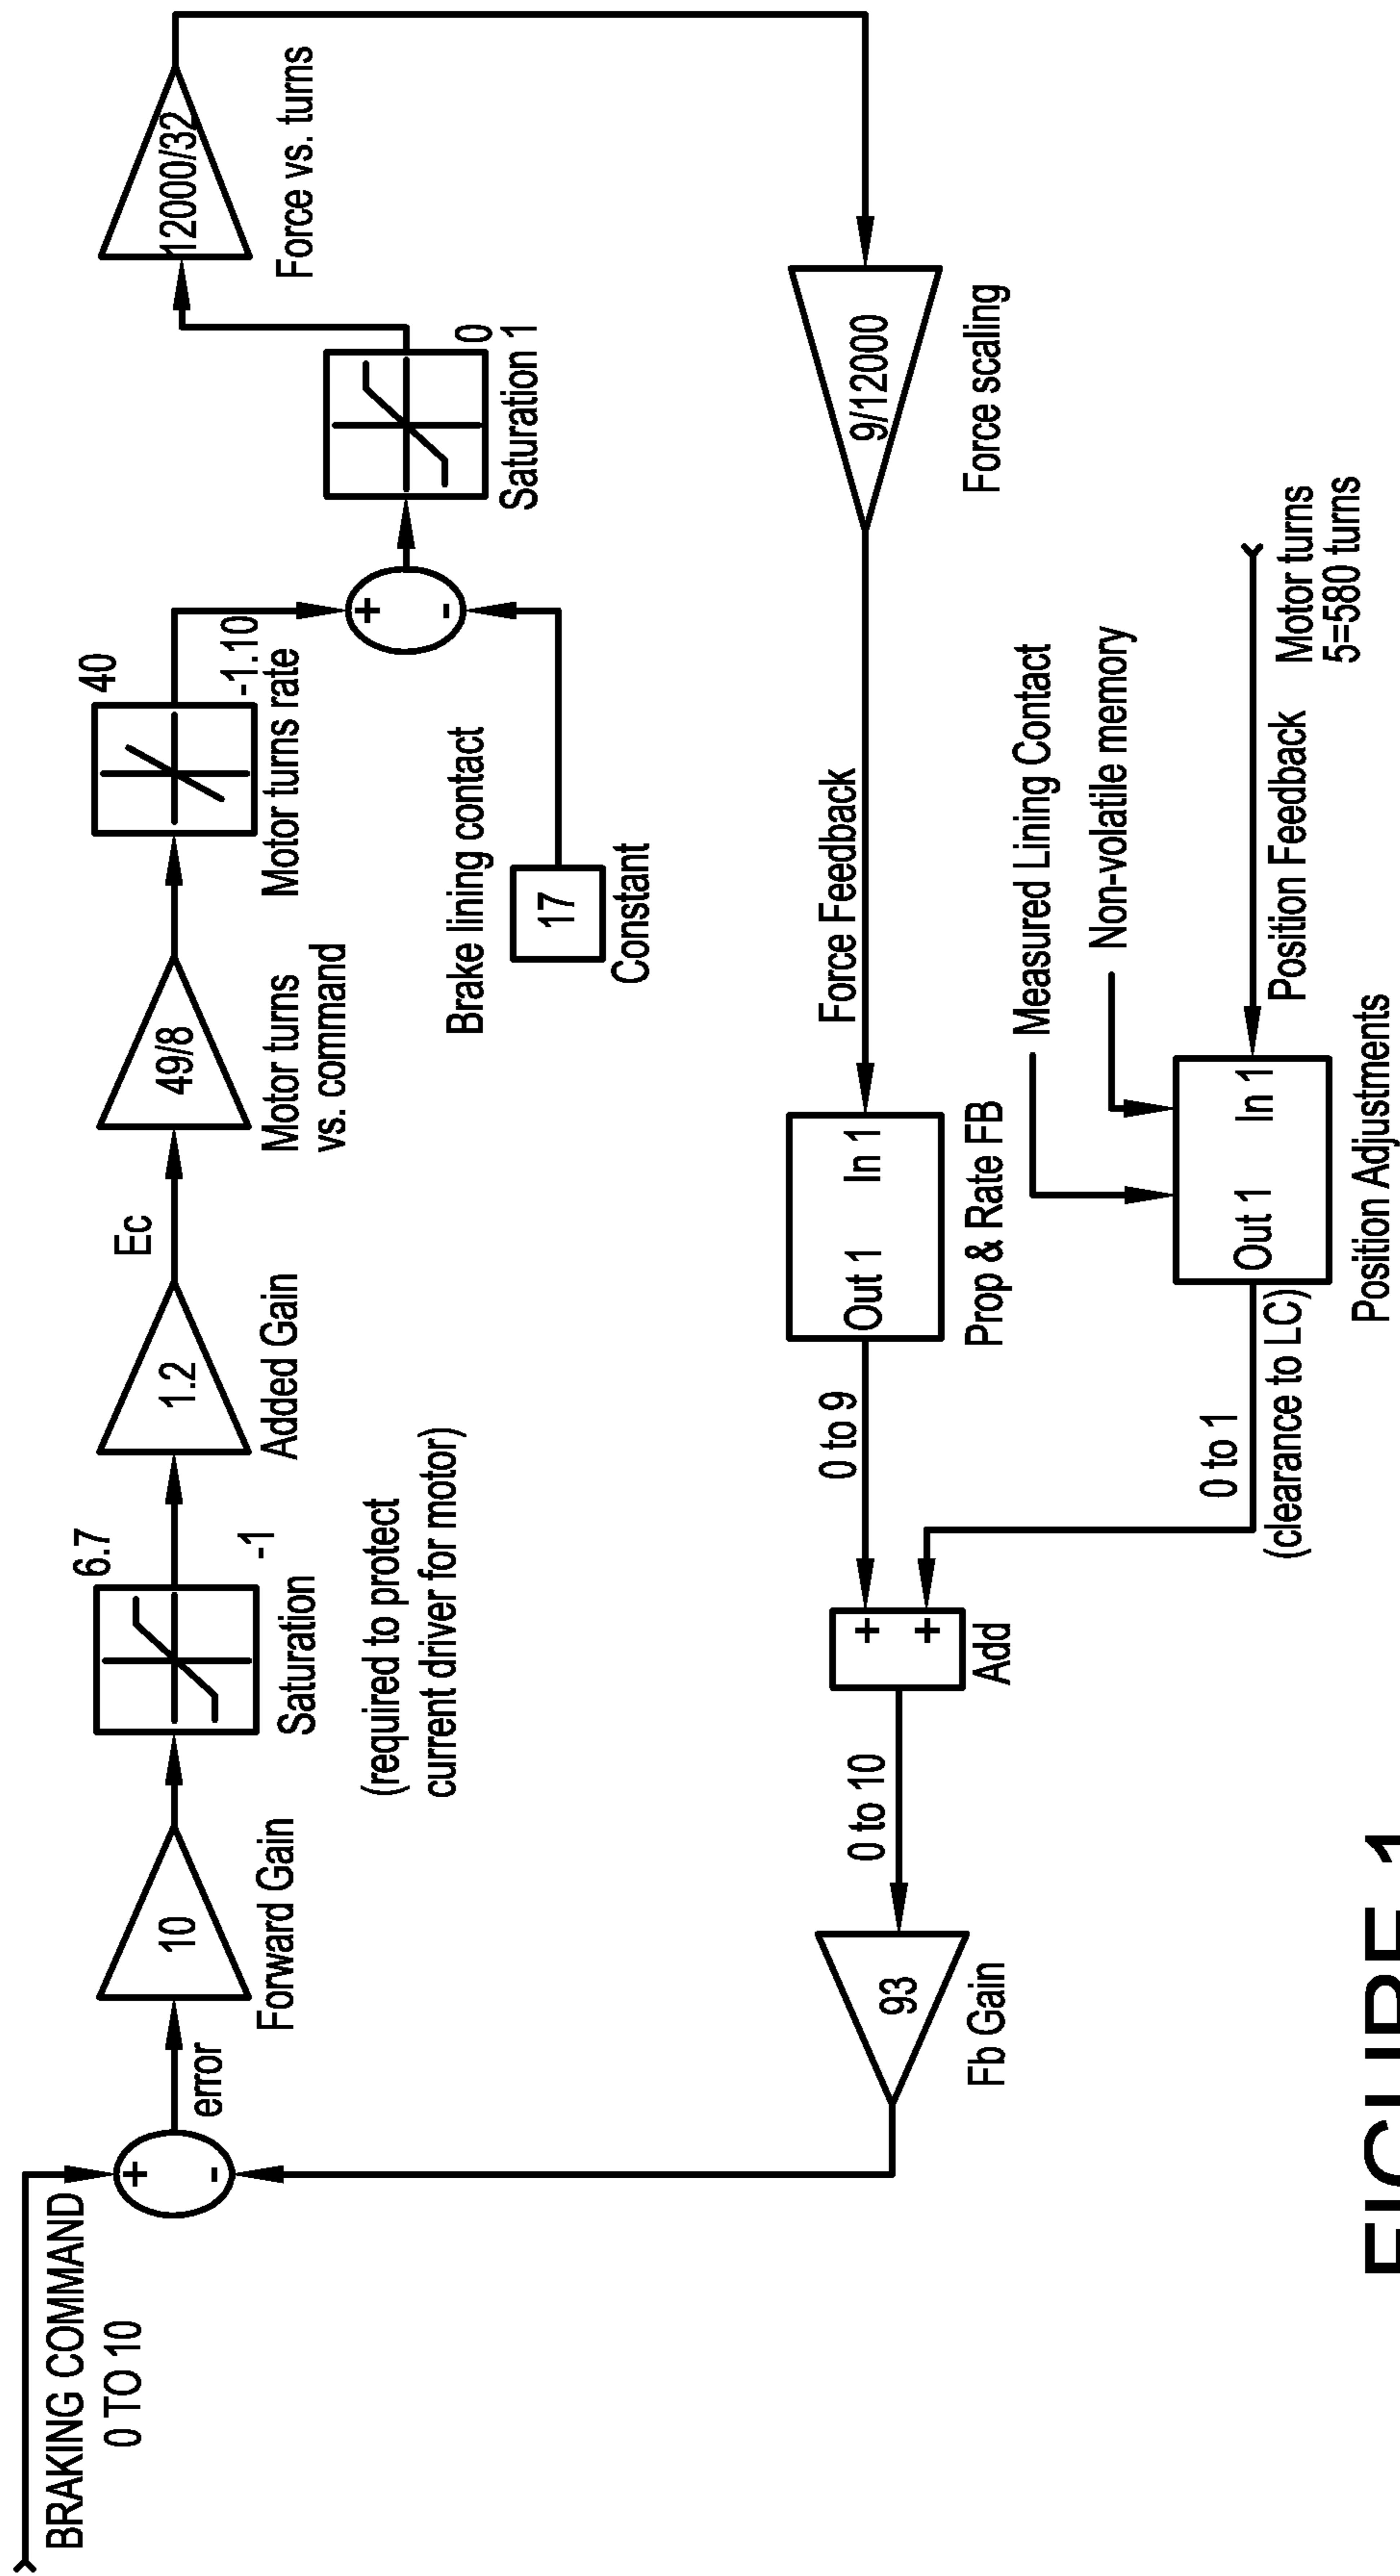 BRAKING COMMAND
0 TO 10
+
-
error
10
Forward Gain
6.7
-1
Saturation
(required to protect
current driver for motor)
1.2
Added Gain
Ec
49/8
Motor turns
vs. command
40
-1.10
Motor turns rate
Brake lining contact
17
Constant
+
-
0
Saturation 1
12000/32
Force vs. turns
9/12000
Force scaling
Force Feedback
Out 1 In 1
Prop & Rate FB
0 to 9
Measured Lining Contact
Non-volatile memory
Motor turns
5=580 turns
Position Feedback
Out 1 In 1
Position Adjustments
0 to 1
(clearance to LC)
+
+
Add
0 to 10
93
Fb Gain
FIGURE 1